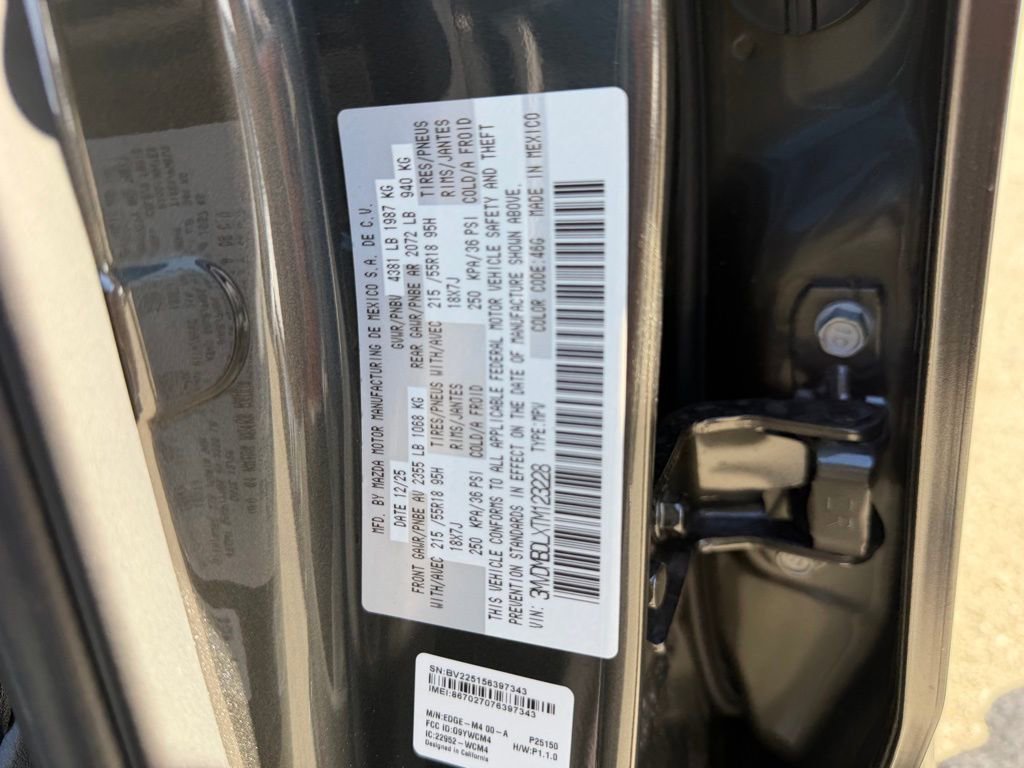 MFD. BY MAZDA MOTOR MANUFACTURING DE MEXICO S.A. DE C.V.
DATE 12/25 GVWR/PNBV 4381 LB 1987 KG
FRONT GAWR/PNBE AV 2355 LB 1068 KG REAR GAWR/PNBE AR 2072 LB 940 KG
WITH/AVEC 215 /55R18 95H TIRES/PNEUS WITH/AVEC 215 /55R18 95H TIRES/PNEUS
18X7J RIMS/JANTES 18X7J RIMS/JANTES
250 KPA/36 PSI COLD/A FROID 250 KPA/36 PSI COLD/A FROID
THIS VEHICLE CONFORMS TO ALL APPLICABLE FEDERAL MOTOR VEHICLE SAFETY AND THEFT
PREVENTION STANDARDS IN EFFECT ON THE DATE OF MANUFACTURE SHOWN ABOVE.
VIN: 3MVDMBDLXTM123228 TYPE:MPV COLOR CODE:46G MADE IN MEXICO
SN:BV225156397343
IMEI:867027076397343
M/N:EDGE-M4 00-A P25150
FCC ID:D9YWCM4 H/W:P1.1.0
IC:22952-WCM4
Designed in California